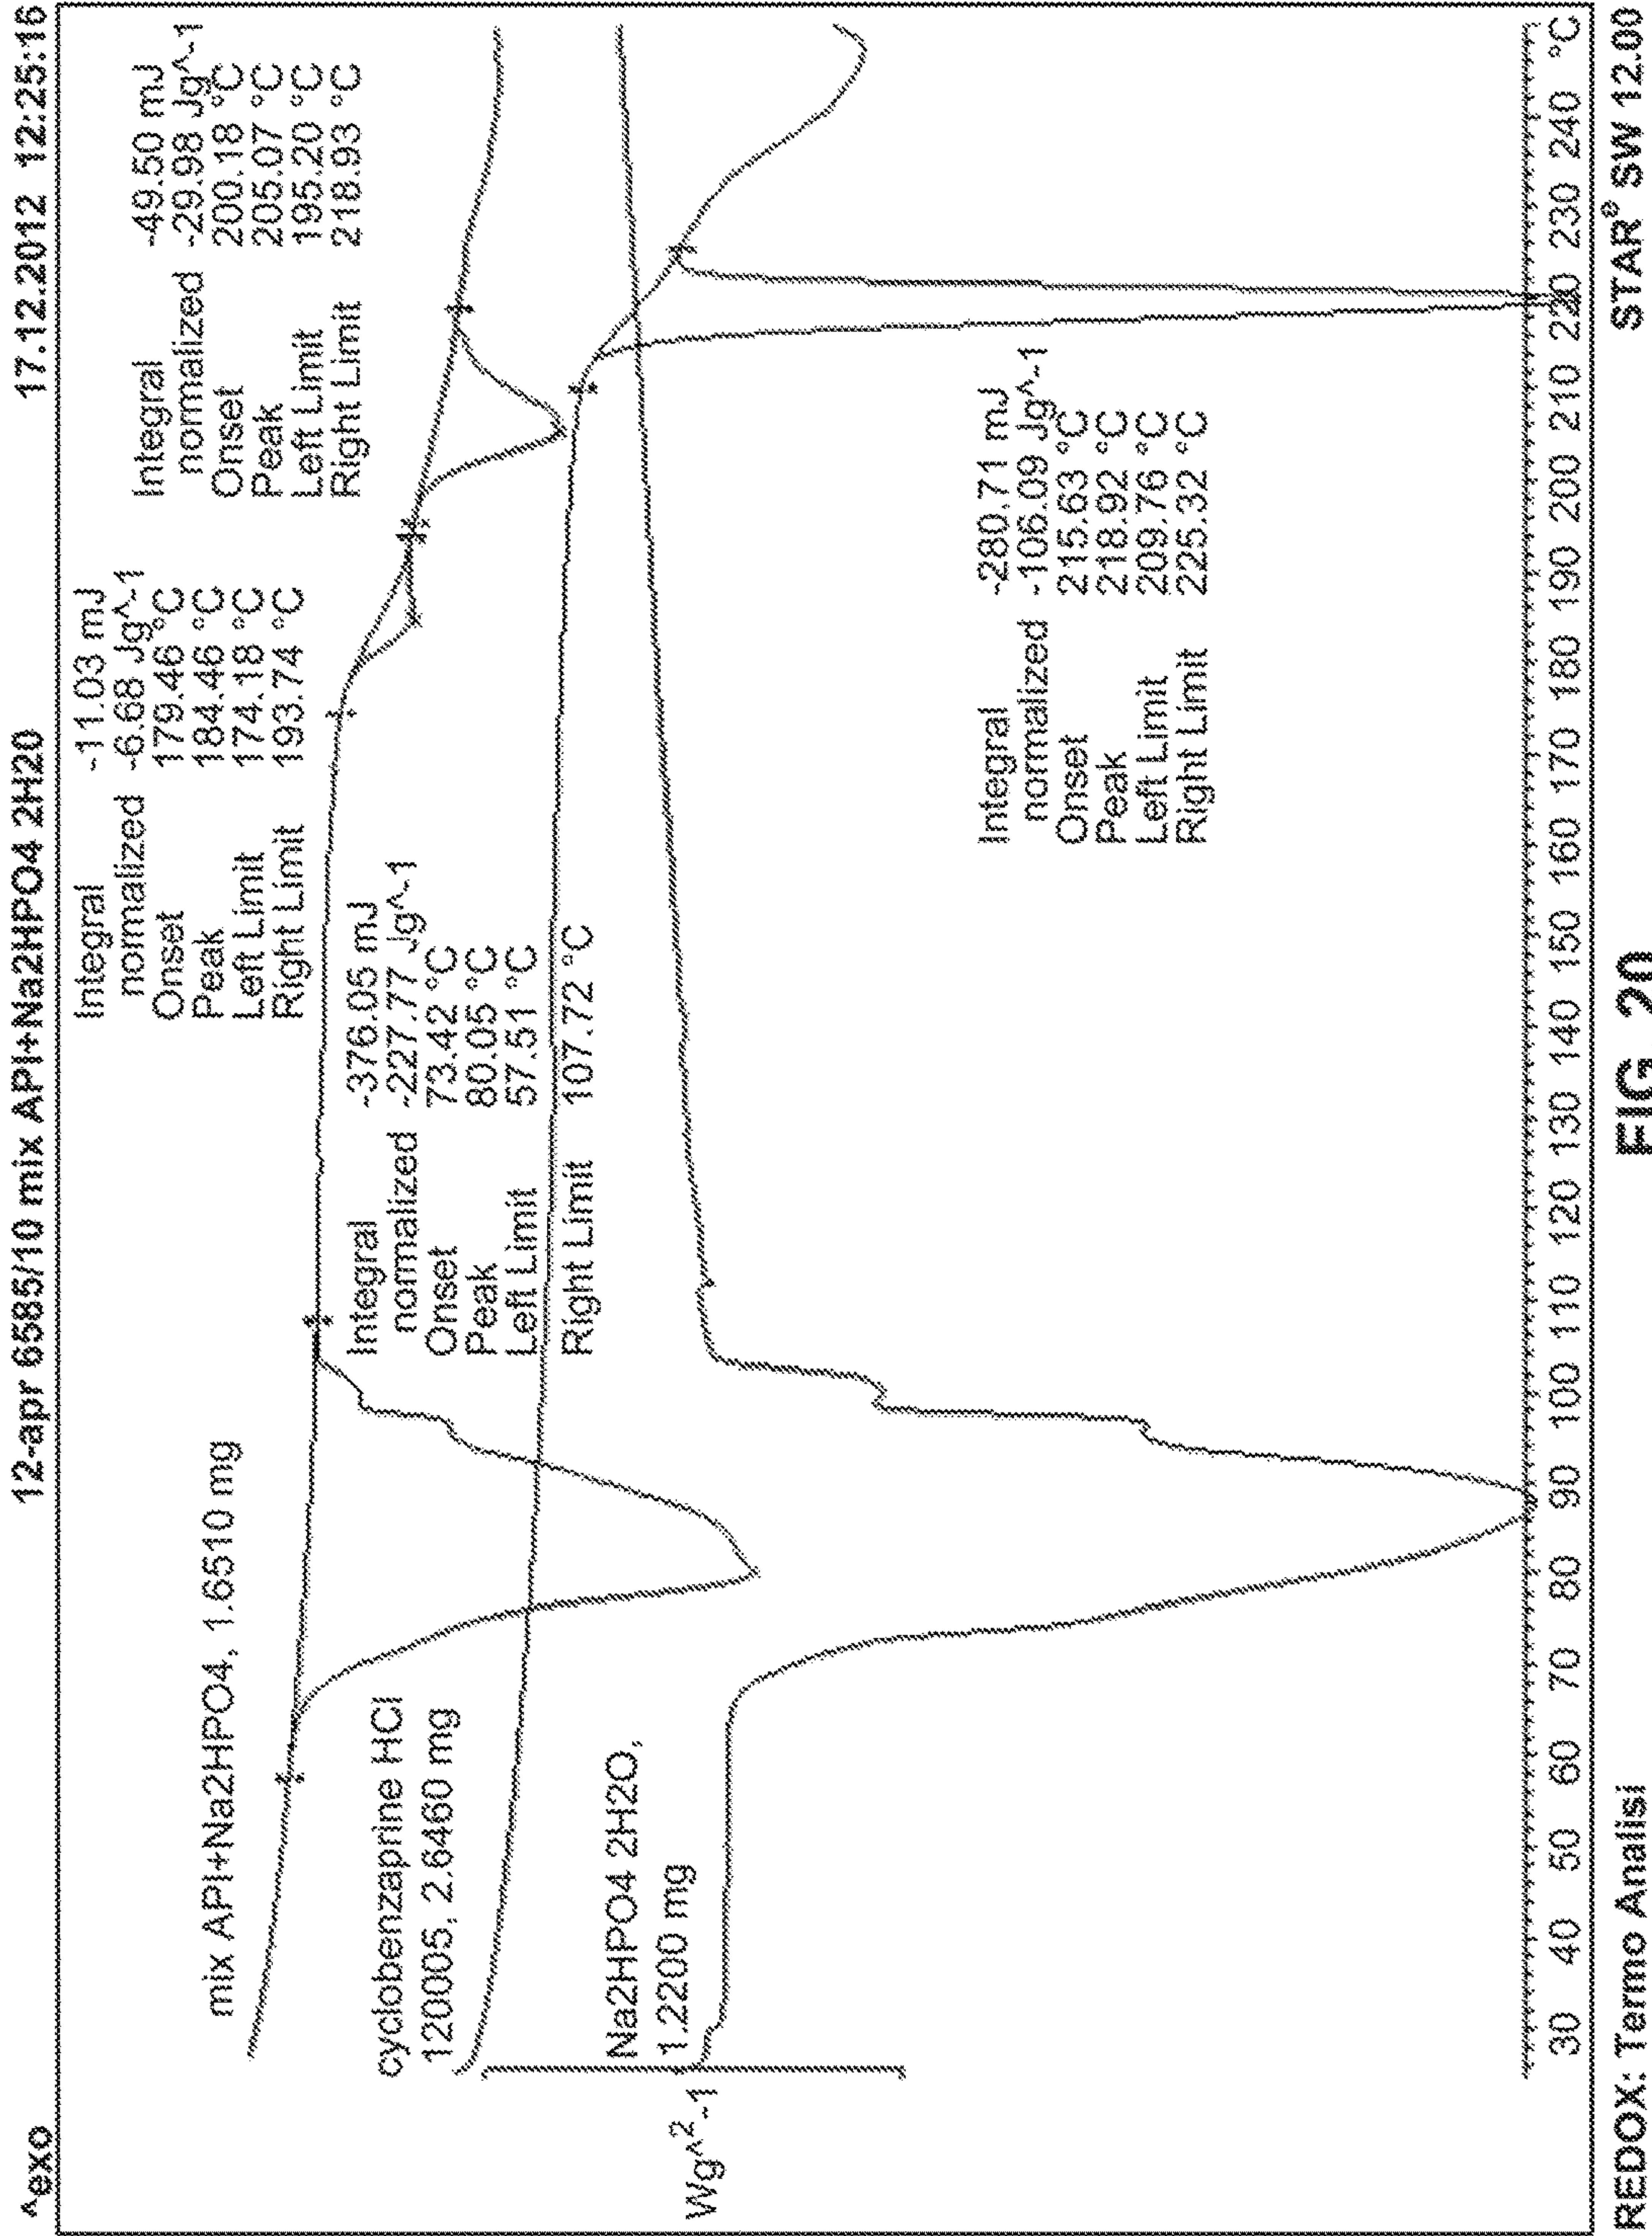 ^exo
12-apr 6585/10 mix API+Na2HPO4 2H20
17.12.2012 12:25:16
mix API+Na2HPO4, 1.6510 mg
Integral -11.03 mJ
normalized -6.68 Jg^-1
Onset 179.46 °C
Peak 184.46 °C
Left Limit 174.18 °C
Right Limit 193.74 °C
Integral -49.50 mJ
normalized -29.98 Jg^-1
Onset 200.18 °C
Peak 205.07 °C
Left Limit 195.20 °C
Right Limit 218.93 °C
cyclobenzaprine HCl
120005, 2.6460 mg
Integral -376.05 mJ
normalized -227.77 Jg^-1
Onset 73.42 °C
Peak 80.05 °C
Left Limit 57.51 °C
Right Limit 107.72 °C
Na2HPO4 2H2O,
1.2200 mg
Wg^-1
2
Integral -280.71 mJ
normalized -106.09 Jg^-1
Onset 215.63 °C
Peak 218.92 °C
Left Limit 209.76 °C
Right Limit 225.32 °C
30 40 50 60 70 80 90 100 110 120 130 140 150 160 170 180 190 200 210 220 230 240 °C
REDOX: Termo Analisi
FIG. 20
STAR® SW 12.00